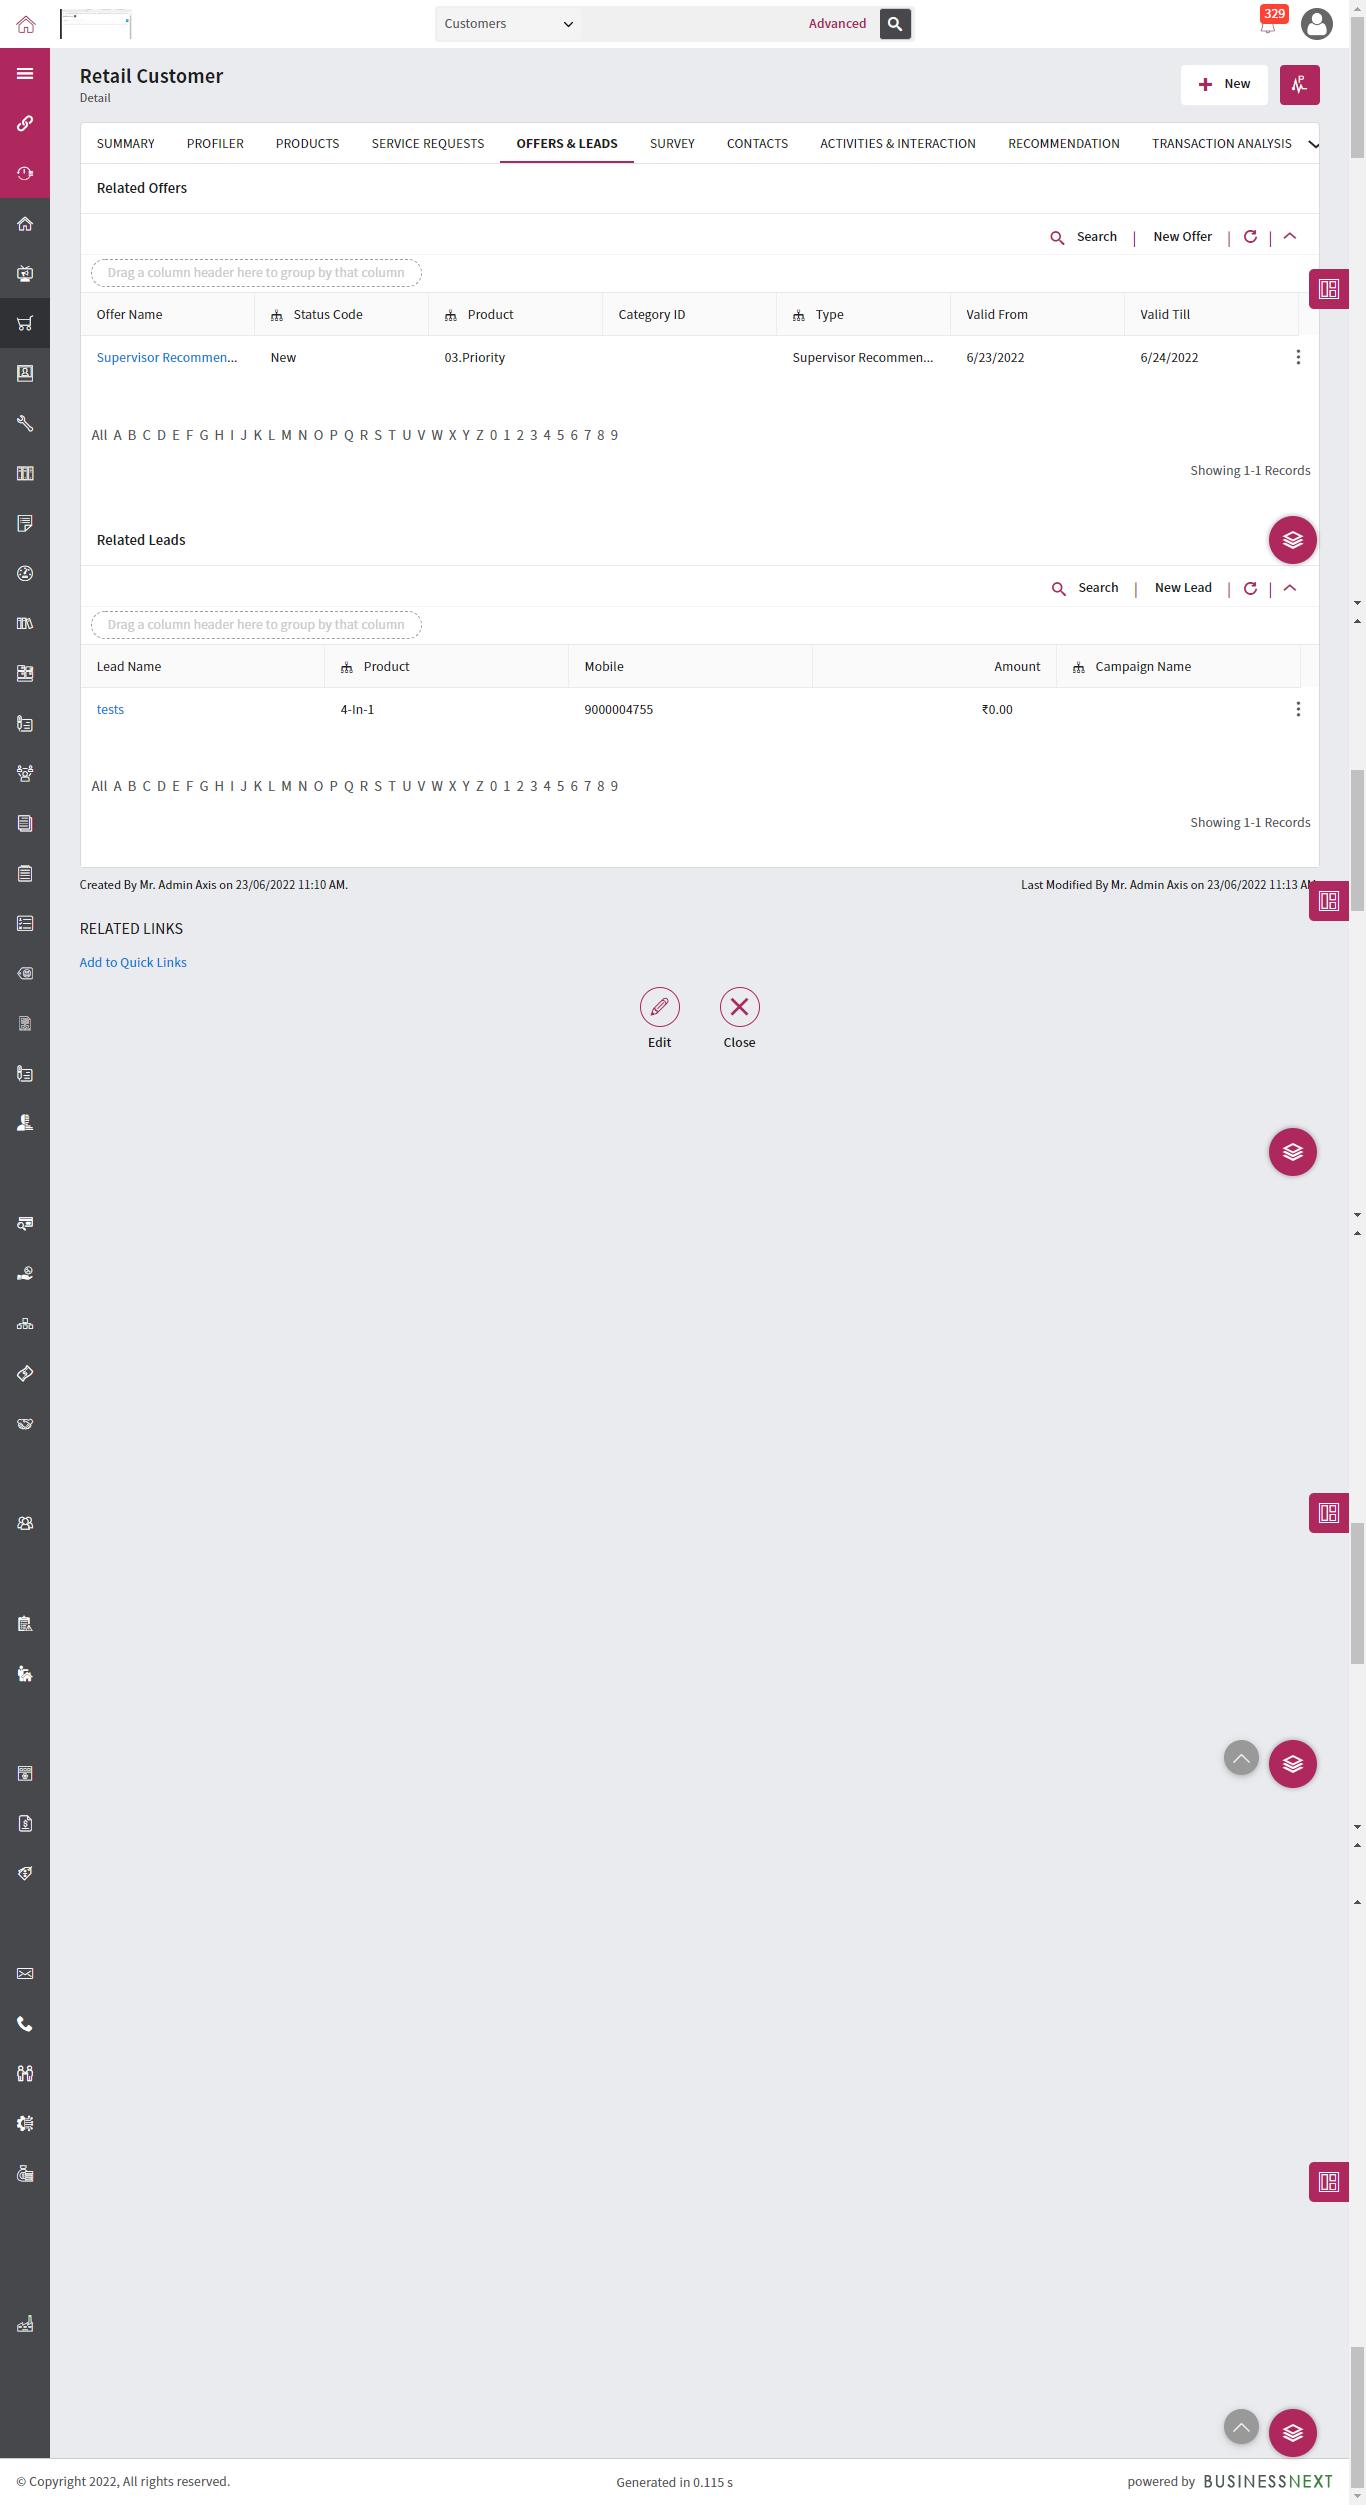 Customers Advanced 329
Retail Customer
Detail
New
SUMMARY PROFILER PRODUCTS SERVICE REQUESTS OFFERS & LEADS SURVEY CONTACTS ACTIVITIES & INTERACTION RECOMMENDATION TRANSACTION ANALYSIS
Related Offers
Search | New Offer | |
Drag a column header here to group by that column
Offer Name Status Code Product Category ID Type Valid From Valid Till
Supervisor Recommen... New 03.Priority Supervisor Recommen... 6/23/2022 6/24/2022
All A B C D E F G H I J K L M N O P Q R S T U V W X Y Z 0 1 2 3 4 5 6 7 8 9
Showing 1-1 Records
Related Leads
Search | New Lead | |
Drag a column header here to group by that column
Lead Name Product Mobile Amount Campaign Name
tests 4-In-1 9000004755 ₹0.00
All A B C D E F G H I J K L M N O P Q R S T U V W X Y Z 0 1 2 3 4 5 6 7 8 9
Showing 1-1 Records
Created By Mr. Admin Axis on 23/06/2022 11:10 AM. Last Modified By Mr. Admin Axis on 23/06/2022 11:13 AM
RELATED LINKS
Add to Quick Links
Edit Close
© Copyright 2022, All rights reserved. Generated in 0.115 s powered by BUSINESSNEXT